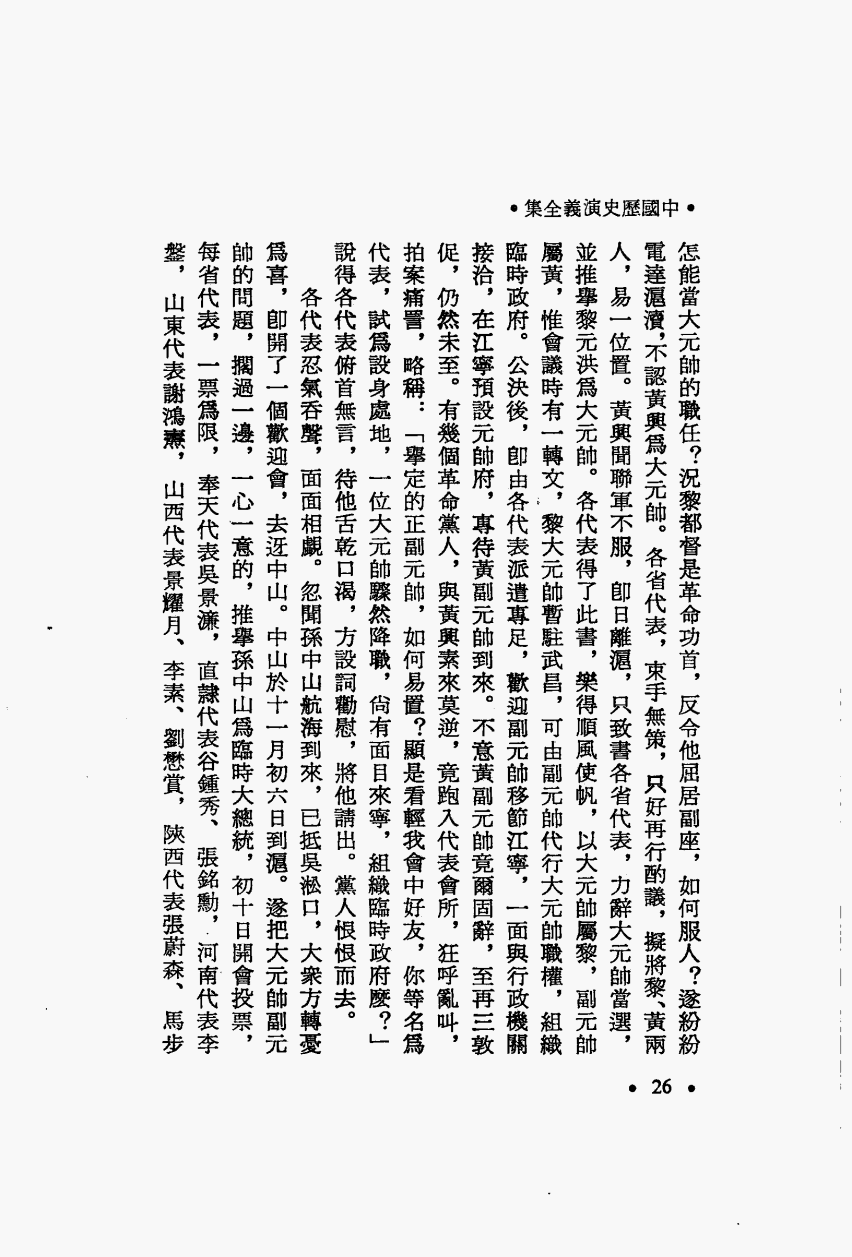 •中國歷史演義全集•
怎能當大元帥的職任？況黎都督是革命功首，反令他屈居副座，如何服人？遂紛紛
電達滬瀆，不認黃興爲大元帥。各省代表，束手無策，只好再行酌議，擬將黎、黃兩
人，易一位置。黃興聞聯軍不服，卽日離滬，只致書各省代表，力辭大元帥當選，
並推舉黎元洪爲大元帥。各代表得了此書，樂得順風使帆，以大元帥屬黎，副元帥
屬黃，惟會議時有一轉文，黎大元帥暫駐武昌，可由副元帥代行大元帥職權，組織
臨時政府。公決後，卽由各代表派遣專足，歡迎副元帥移節江寧，一面與行政機關
接洽，在江寧預設元帥府，專待黃副元帥到來。不意黃副元帥竟爾固辭，至再三敦
促，仍然未至。有幾個革命黨人，與黃興素來莫逆，竟跑入代表會所，狂呼亂叫，
拍案痛詈，略稱：「舉定的正副元帥，如何易置？顯是看輕我會中好友，你等名爲
代表，試爲設身處地，一位大元帥驟然降職，尙有面目來寧，組織臨時政府麽？」
說得各代表俯首無言，待他舌乾口渴，方設詞勸慰，將他請出。黨人恨恨而去。
各代表忍氣吞聲，面面相覷。忽聞孫中山航海到來，已抵吳淞口，大衆方轉憂
爲喜，卽開了一個歡迎會，去迓中山。中山於十一月初六日到滬。遂把大元帥副元
帥的問題，擱過一邊，一心一意的，推舉孫中山爲臨時大總統，初十日開會投票，
每省代表，一票爲限，奉天代表吳景濂，直隸代表谷鍾秀、張銘勳，河南代表李
鎜，山東代表謝鴻燾，山西代表景耀月、李素、劉懋賞，陝西代表張蔚森、馬步
• 26 •